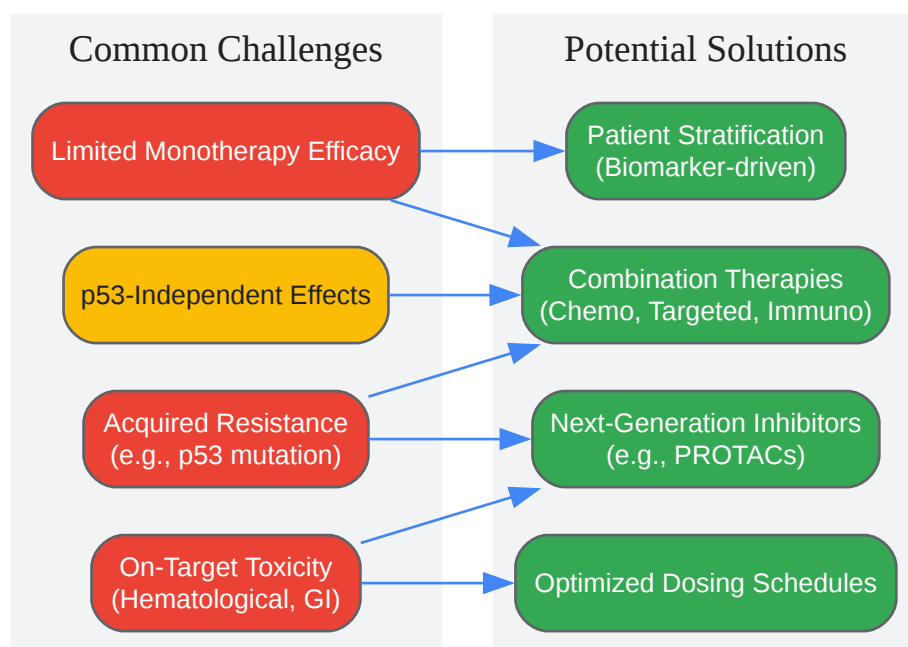 Common Challenges
Limited Monotherapy Efficacy
p53-Independent Effects
Acquired Resistance
(e.g., p53 mutation)
On-Target Toxicity
(Hematological, GI)
Potential Solutions
Patient Stratification
(Biomarker-driven)
Combination Therapies
(Chemo, Targeted, Immuno)
Next-Generation Inhibitors
(e.g., PROTACs)
Optimized Dosing Schedules